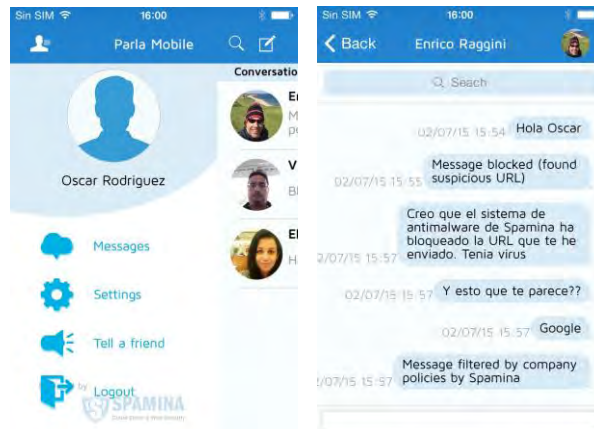 Sin SIM 16:00
Parla Mobile
Conversatio
Oscar Rodriguez
Messages
Settings
Tell a friend
Logout
by SPAMINA
Sin SIM 16:00
Back Enrico Raggini
Seach
02/07/15 15:54 Hola Oscar
Message blocked (found
02/07/15 15:55 suspicious URL)
Creo que el sistema de
antimalware de Spamina ha
bloqueado la URL que te he
2/07/15 15:57 enviado. Tenia virus
02/07/15 15:57 Y esto que te parece??
02/07/15 15:57 Google
Message filtered by company
/07/15 15:57 policies by Spamina